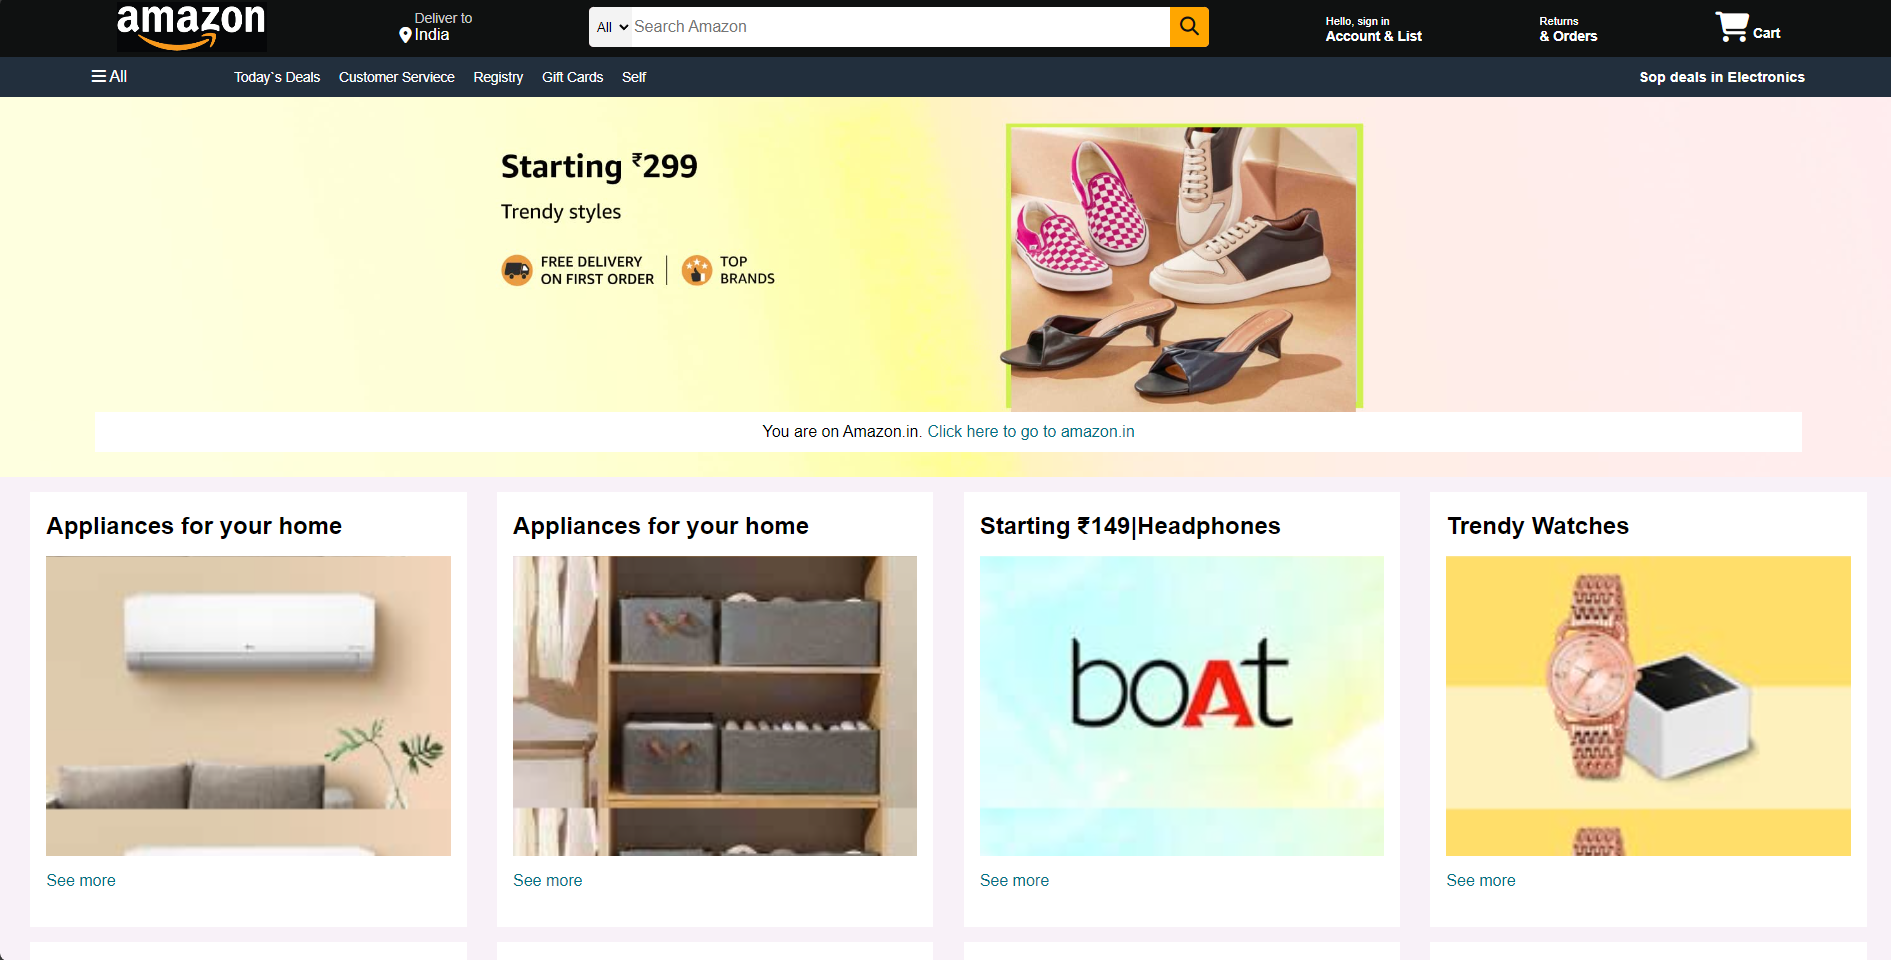 amazon
Deliver to
India
All
Search Amazon
Hello, sign in
Account & List
Returns
& Orders
Cart
All
Today`s Deals
Customer Serviece
Registry
Gift Cards
Self
Sop deals in Electronics
Starting ₹299
Trendy styles
FREE DELIVERY
ON FIRST ORDER
TOP
BRANDS
You are on Amazon.in. Click here to go to amazon.in
Appliances for your home
Appliances for your home
Starting ₹149|Headphones
Trendy Watches
boAt
See more
See more
See more
See more